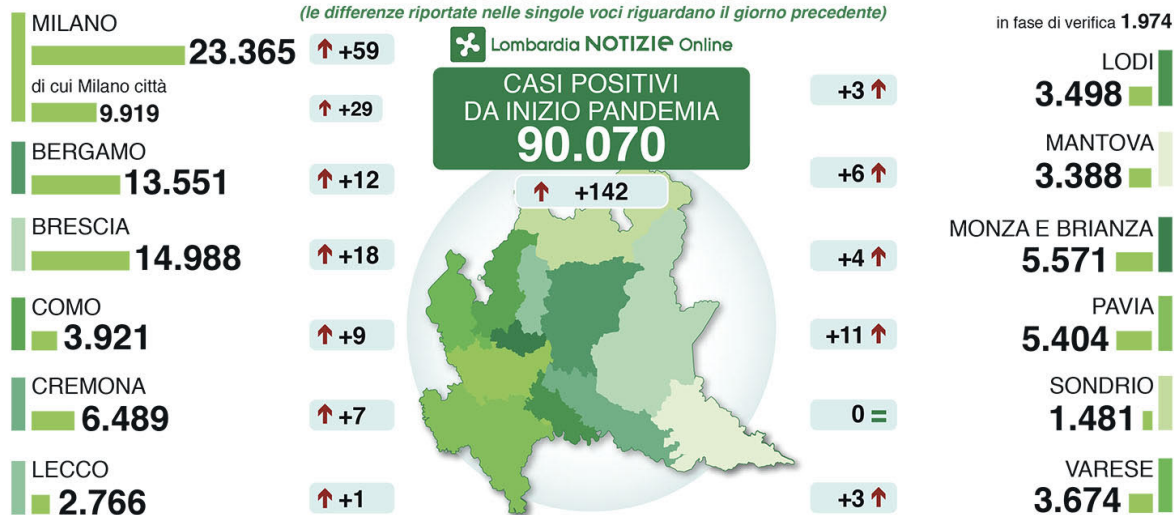 (le differenze riportate nelle singole voci riguardano il giorno precedente)
Lombardia NOTIZIE Online
CASI POSITIVI
DA INIZIO PANDEMIA
90.070
+142
MILANO
23.365
+59
di cui Milano città
9.919
+29
BERGAMO
13.551
+12
BRESCIA
14.988
+18
COMO
3.921
+9
CREMONA
6.489
+7
LECCO
2.766
+1
in fase di verifica 1.974
LODI
+3
3.498
MANTOVA
+6
3.388
MONZA E BRIANZA
+4
5.571
PAVIA
+11
5.404
SONDRIO
0 =
1.481
VARESE
+3
3.674